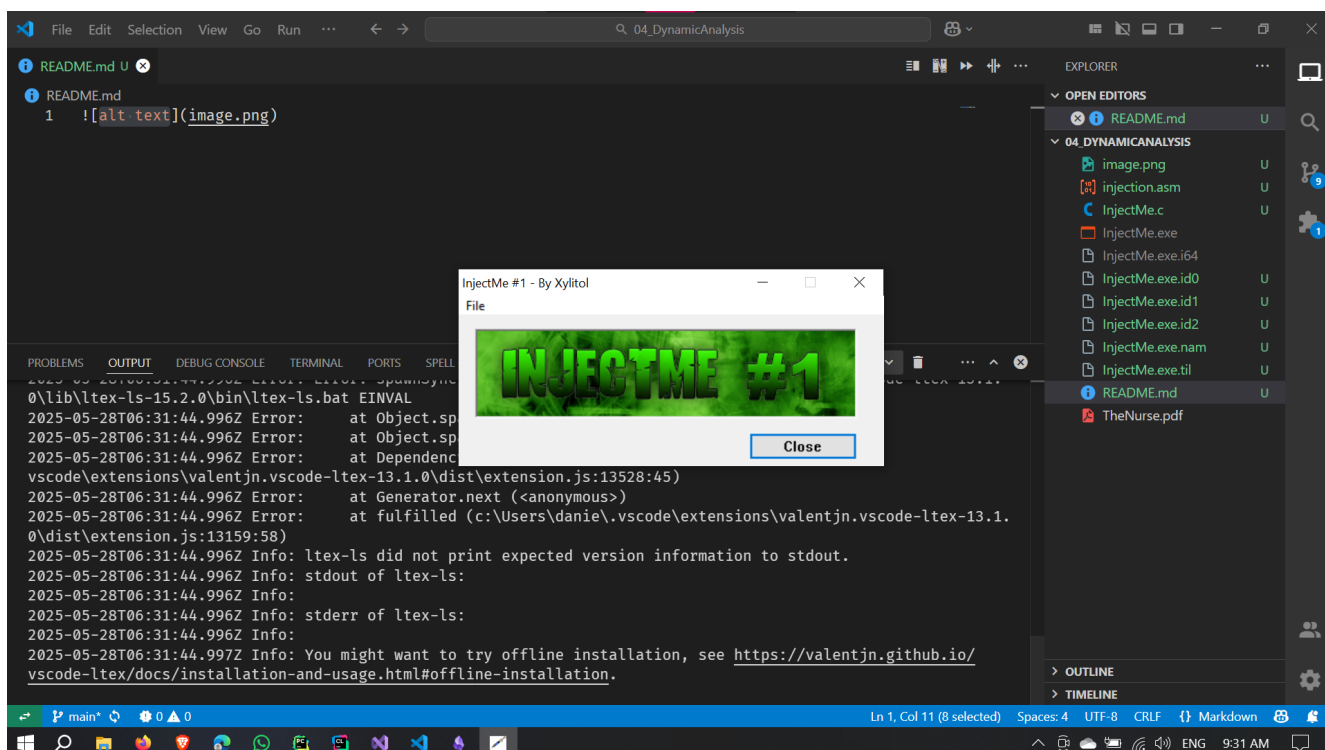 File Edit Selection View Go Run ··· 04_DynamicAnalysis
README.md U
README.md
1 ![alt text](image.png)
EXPLORER
OPEN EDITORS
README.md U
04_DYNAMICANALYSIS
image.png U
injection.asm U
InjectMe.c U
InjectMe.exe
InjectMe.exe.i64
InjectMe.exe.id0 U
InjectMe.exe.id1 U
InjectMe.exe.id2 U
InjectMe.exe.nam U
InjectMe.exe.til U
README.md U
TheNurse.pdf
OUTLINE
TIMELINE
9
1
InjectMe #1 - By Xylitol
File
INJECTME #1
Close
PROBLEMS OUTPUT DEBUG CONSOLE TERMINAL PORTS SPELL
0\lib\ltex-ls-15.2.0\bin\ltex-ls.bat EINVAL
2025-05-28T06:31:44.996Z Error: at Object.sp
2025-05-28T06:31:44.996Z Error: at Object.spa
2025-05-28T06:31:44.996Z Error: at Dependenc
vscode\extensions\valentjn.vscode-ltex-13.1.0\dist\extension.js:13528:45)
2025-05-28T06:31:44.996Z Error: at Generator.next (<anonymous>)
2025-05-28T06:31:44.996Z Error: at fulfilled (c:\Users\danie\.vscode\extensions\valentjn.vscode-ltex-13.1.
0\dist\extension.js:13159:58)
2025-05-28T06:31:44.996Z Info: ltex-ls did not print expected version information to stdout.
2025-05-28T06:31:44.996Z Info: stdout of ltex-ls:
2025-05-28T06:31:44.996Z Info:
2025-05-28T06:31:44.996Z Info: stderr of ltex-ls:
2025-05-28T06:31:44.996Z Info:
2025-05-28T06:31:44.997Z Info: You might want to try offline installation, see https://valentjn.github.io/
vscode-ltex/docs/installation-and-usage.html#offline-installation.
main* 0 0 Ln 1, Col 11 (8 selected) Spaces: 4 UTF-8 CRLF {} Markdown
ENG 9:31 AM